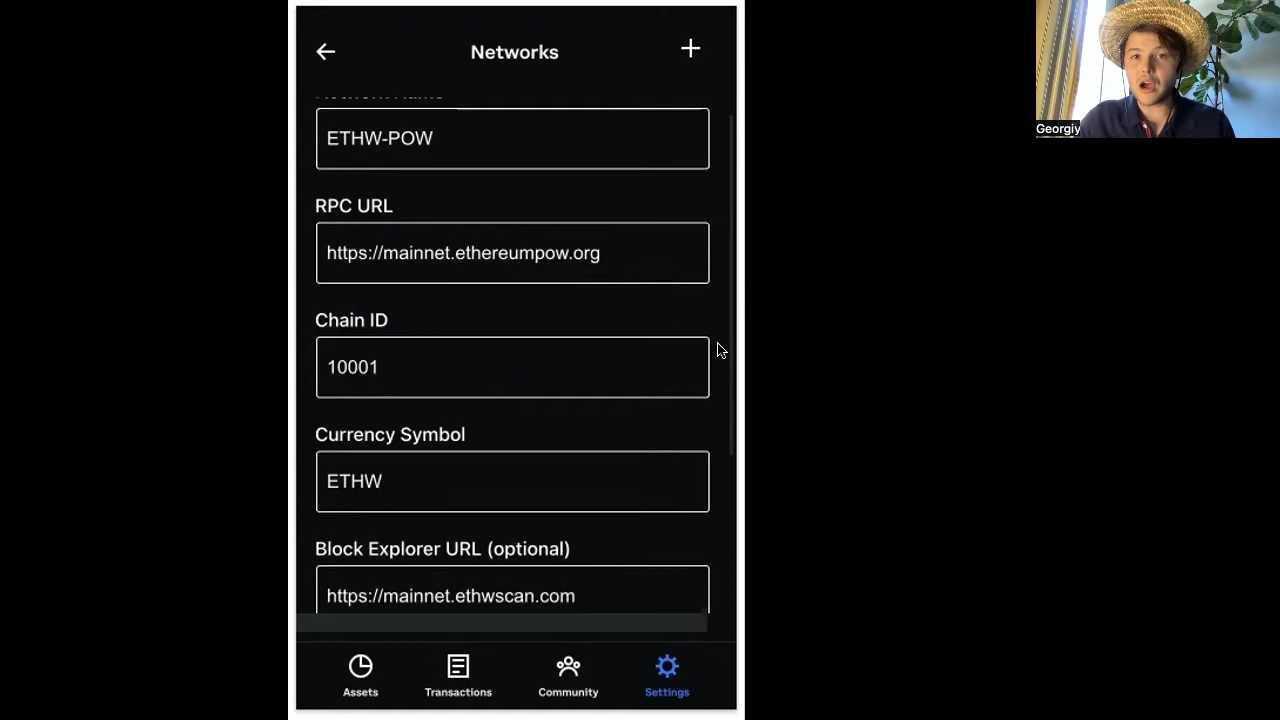 Networks
ETHW-POW
RPC URL
https://mainnet.ethereumpow.org
Chain ID
10001
Currency Symbol
ETHW
Block Explorer URL (optional)
https://mainnet.ethwscan.com
Assets
Transactions
Community
Settings
Georgiy